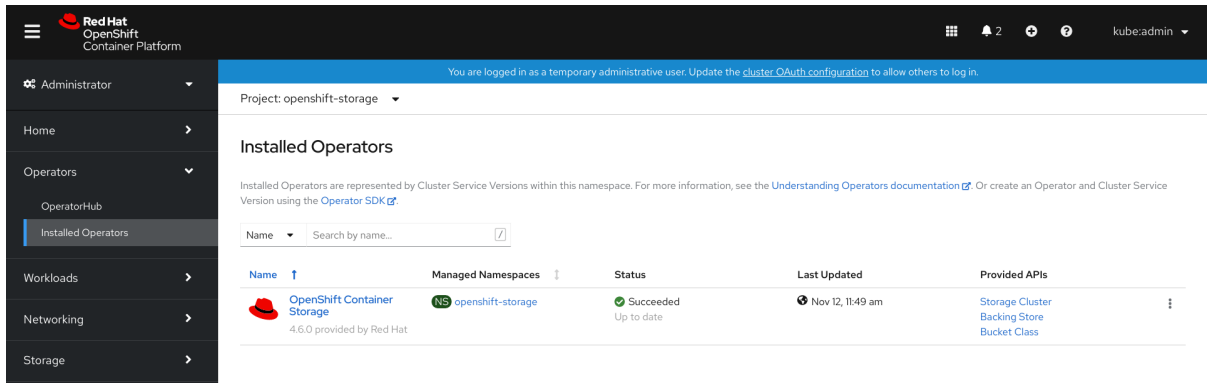 Red Hat
OpenShift
Container Platform
2
kube:admin
Administrator
You are logged in as a temporary administrative user. Update the cluster OAuth configuration to allow others to log in.
Project: openshift-storage
Home
Operators
OperatorHub
Installed Operators
Workloads
Networking
Storage
Installed Operators
Installed Operators are represented by Cluster Service Versions within this namespace. For more information, see the Understanding Operators documentation. Or create an Operator and Cluster Service
Version using the Operator SDK.
Name
Search by name...
/
Name Managed Namespaces Status Last Updated Provided APIs
OpenShift Container
Storage
4.6.0 provided by Red Hat
NS openshift-storage
Succeeded
Up to date
Nov 12, 11:49 am
Storage Cluster
Backing Store
Bucket Class